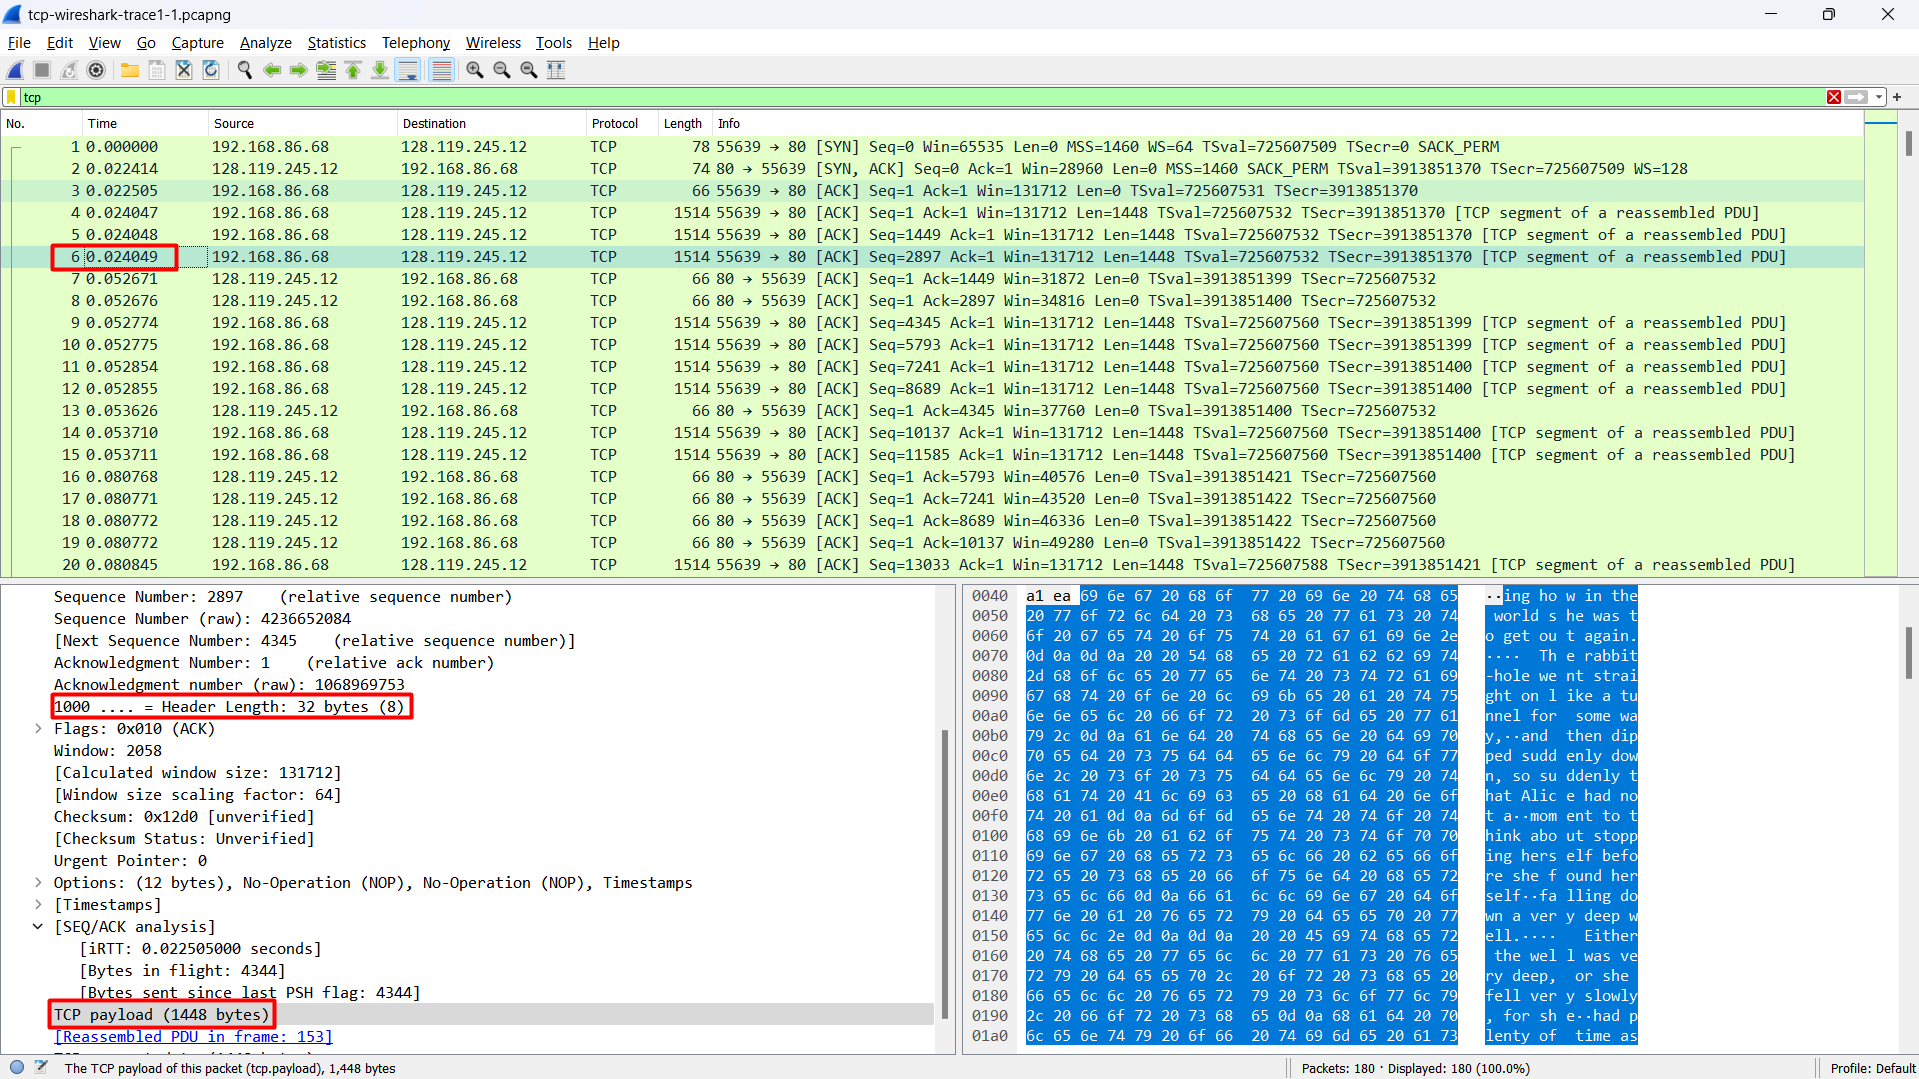 tcp-wireshark-trace1-1.pcapng
File Edit View Go Capture Analyze Statistics Telephony Wireless Tools Help
tcp
No. Time Source Destination Protocol Length Info
1 0.000000 192.168.86.68 128.119.245.12 TCP 78 55639 → 80 [SYN] Seq=0 Win=65535 Len=0 MSS=1460 WS=64 TSval=725607509 TSecr=0 SACK_PERM
2 0.022414 128.119.245.12 192.168.86.68 TCP 74 80 → 55639 [SYN, ACK] Seq=0 Ack=1 Win=28960 Len=0 MSS=1460 SACK_PERM TSval=3913851370 TSecr=725607509 WS=128
3 0.022505 192.168.86.68 128.119.245.12 TCP 66 55639 → 80 [ACK] Seq=1 Ack=1 Win=131712 Len=0 TSval=725607531 TSecr=3913851370
4 0.024047 192.168.86.68 128.119.245.12 TCP 1514 55639 → 80 [ACK] Seq=1 Ack=1 Win=131712 Len=1448 TSval=725607532 TSecr=3913851370 [TCP segment of a reassembled PDU]
5 0.024048 192.168.86.68 128.119.245.12 TCP 1514 55639 → 80 [ACK] Seq=1449 Ack=1 Win=131712 Len=1448 TSval=725607532 TSecr=3913851370 [TCP segment of a reassembled PDU]
6 0.024049 192.168.86.68 128.119.245.12 TCP 1514 55639 → 80 [ACK] Seq=2897 Ack=1 Win=131712 Len=1448 TSval=725607532 TSecr=3913851370 [TCP segment of a reassembled PDU]
7 0.052671 128.119.245.12 192.168.86.68 TCP 66 80 → 55639 [ACK] Seq=1 Ack=1449 Win=31872 Len=0 TSval=3913851399 TSecr=725607532
8 0.052676 128.119.245.12 192.168.86.68 TCP 66 80 → 55639 [ACK] Seq=1 Ack=2897 Win=34816 Len=0 TSval=3913851400 TSecr=725607532
9 0.052774 192.168.86.68 128.119.245.12 TCP 1514 55639 → 80 [ACK] Seq=4345 Ack=1 Win=131712 Len=1448 TSval=725607560 TSecr=3913851399 [TCP segment of a reassembled PDU]
10 0.052775 192.168.86.68 128.119.245.12 TCP 1514 55639 → 80 [ACK] Seq=5793 Ack=1 Win=131712 Len=1448 TSval=725607560 TSecr=3913851399 [TCP segment of a reassembled PDU]
11 0.052854 192.168.86.68 128.119.245.12 TCP 1514 55639 → 80 [ACK] Seq=7241 Ack=1 Win=131712 Len=1448 TSval=725607560 TSecr=3913851400 [TCP segment of a reassembled PDU]
12 0.052855 192.168.86.68 128.119.245.12 TCP 1514 55639 → 80 [ACK] Seq=8689 Ack=1 Win=131712 Len=1448 TSval=725607560 TSecr=3913851400 [TCP segment of a reassembled PDU]
13 0.053626 128.119.245.12 192.168.86.68 TCP 66 80 → 55639 [ACK] Seq=1 Ack=4345 Win=37760 Len=0 TSval=3913851400 TSecr=725607532
14 0.053710 192.168.86.68 128.119.245.12 TCP 1514 55639 → 80 [ACK] Seq=10137 Ack=1 Win=131712 Len=1448 TSval=725607560 TSecr=3913851400 [TCP segment of a reassembled PDU]
15 0.053711 192.168.86.68 128.119.245.12 TCP 1514 55639 → 80 [ACK] Seq=11585 Ack=1 Win=131712 Len=1448 TSval=725607560 TSecr=3913851400 [TCP segment of a reassembled PDU]
16 0.080768 128.119.245.12 192.168.86.68 TCP 66 80 → 55639 [ACK] Seq=1 Ack=5793 Win=40576 Len=0 TSval=3913851421 TSecr=725607560
17 0.080771 128.119.245.12 192.168.86.68 TCP 66 80 → 55639 [ACK] Seq=1 Ack=7241 Win=43520 Len=0 TSval=3913851422 TSecr=725607560
18 0.080772 128.119.245.12 192.168.86.68 TCP 66 80 → 55639 [ACK] Seq=1 Ack=8689 Win=46336 Len=0 TSval=3913851422 TSecr=725607560
19 0.080772 128.119.245.12 192.168.86.68 TCP 66 80 → 55639 [ACK] Seq=1 Ack=10137 Win=49280 Len=0 TSval=3913851422 TSecr=725607560
20 0.080845 192.168.86.68 128.119.245.12 TCP 1514 55639 → 80 [ACK] Seq=13033 Ack=1 Win=131712 Len=1448 TSval=725607588 TSecr=3913851421 [TCP segment of a reassembled PDU]
Sequence Number: 2897 (relative sequence number)
Sequence Number (raw): 4236652084
[Next Sequence Number: 4345 (relative sequence number)]
Acknowledgment Number: 1 (relative ack number)
Acknowledgment number (raw): 1068969753
1000 .... = Header Length: 32 bytes (8)
Flags: 0x010 (ACK)
Window: 2058
[Calculated window size: 131712]
[Window size scaling factor: 64]
Checksum: 0x12d0 [unverified]
[Checksum Status: Unverified]
Urgent Pointer: 0
Options: (12 bytes), No-Operation (NOP), No-Operation (NOP), Timestamps
[Timestamps]
[SEQ/ACK analysis]
[iRTT: 0.022505000 seconds]
[Bytes in flight: 4344]
[Bytes sent since last PSH flag: 4344]
TCP payload (1448 bytes)
[Reassembled PDU in frame: 153]
0040 a1 ea 69 6e 67 20 68 6f 77 20 69 6e 20 74 68 65 ··ing ho w in the
0050 20 77 6f 72 6c 64 20 73 68 65 20 77 61 73 20 74 world s he was t
0060 6f 20 67 65 74 20 6f 75 74 20 61 67 61 69 6e 2e o get ou t again.
0070 0d 0a 0d 0a 20 20 54 68 65 20 72 61 62 62 69 74 ···· Th e rabbit
0080 2d 68 6f 6c 65 20 77 65 6e 74 20 73 74 72 61 69 -hole we nt strai
0090 67 68 74 20 6f 6e 20 6c 69 6b 65 20 61 20 74 75 ght on l ike a tu
00a0 6e 6e 65 6c 20 66 6f 72 20 73 6f 6d 65 20 77 61 nnel for some wa
00b0 79 2c 0d 0a 61 6e 64 20 74 68 65 6e 20 64 69 70 y,··and then dip
00c0 70 65 64 20 73 75 64 64 65 6e 6c 79 20 64 6f 77 ped sudd enly dow
00d0 6e 2c 20 73 6f 20 73 75 64 64 65 6e 6c 79 20 74 n, so su ddenly t
00e0 68 61 74 20 41 6c 69 63 65 20 68 61 64 20 6e 6f hat Alic e had no
00f0 74 20 61 0d 0a 6d 6f 6d 65 6e 74 20 74 6f 20 74 t a··mom ent to t
0100 68 69 6e 6b 20 61 62 6f 75 74 20 73 74 6f 70 70 hink abo ut stopp
0110 69 6e 67 20 68 65 72 73 65 6c 66 20 62 65 66 6f ing hers elf befo
0120 72 65 20 73 68 65 20 66 6f 75 6e 64 20 68 65 72 re she f ound her
0130 73 65 6c 66 0d 0a 66 61 6c 6c 69 6e 67 20 64 6f self··fa lling do
0140 77 6e 20 61 20 76 65 72 79 20 64 65 65 70 20 77 wn a ver y deep w
0150 65 6c 6c 2e 0d 0a 0d 0a 20 20 45 69 74 68 65 72 ell.···· Either
0160 20 74 68 65 20 77 65 6c 6c 20 77 61 73 20 76 65 the wel l was ve
0170 72 79 20 64 65 65 70 2c 20 6f 72 20 73 68 65 20 ry deep, or she
0180 66 65 6c 6c 20 76 65 72 79 20 73 6c 6f 77 6c 79 fell ver y slowly
0190 2c 20 66 6f 72 20 73 68 65 0d 0a 68 61 64 20 70 , for sh e··had p
01a0 6c 65 6e 74 79 20 6f 66 20 74 69 6d 65 20 61 73 lenty of time as
The TCP payload of this packet (tcp.payload), 1,448 bytes
Packets: 180 · Displayed: 180 (100.0%)
Profile: Default